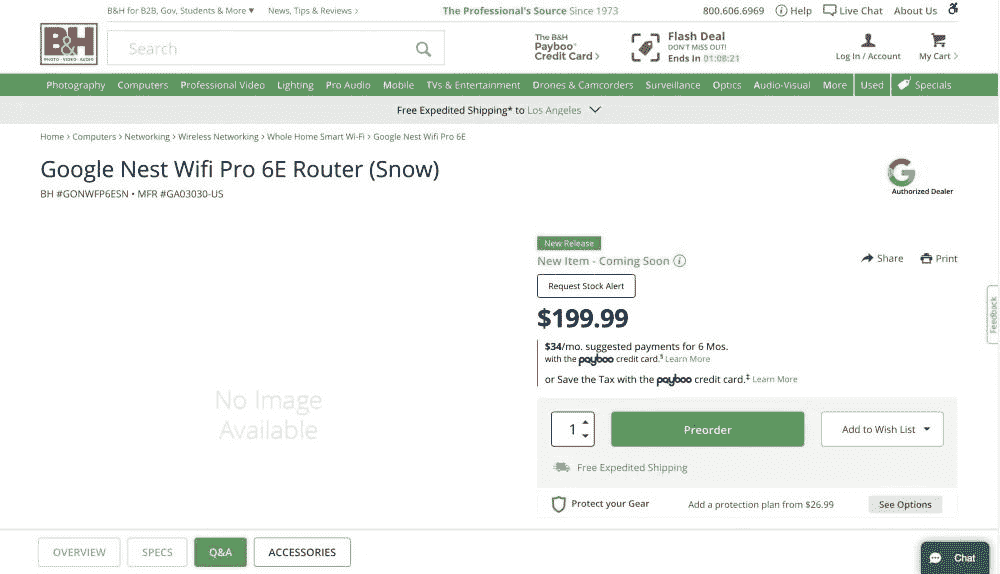 B&H for B2B, Gov, Students & More ▼ News, Tips & Reviews > The Professional's Source Since 1973 800.606.6969 Help Live Chat About Us
B&H
PHOTO · VIDEO · AUDIO
Search
The B&H
Payboo®
Credit Card >
Flash Deal
DON'T MISS OUT!
Ends In 01:08:21
Log In / Account
My Cart >
Photography Computers Professional Video Lighting Pro Audio Mobile TVs & Entertainment Drones & Camcorders Surveillance Optics Audio-Visual More Used Specials
Free Expedited Shipping* to Los Angeles
Home > Computers > Networking > Wireless Networking > Whole Home Smart Wi-Fi > Google Nest Wifi Pro 6E
Google Nest Wifi Pro 6E Router (Snow)
BH #GONWFP6ESN • MFR #GA03030-US
G
Authorized Dealer
New Release
New Item - Coming Soon
Share Print
Request Stock Alert
$199.99
$34/mo. suggested payments for 6 Mos.
with the payboo credit card.§ Learn More
or Save the Tax with the payboo credit card.‡ Learn More
No Image
Available
1
Preorder
Add to Wish List
Free Expedited Shipping
Protect your Gear Add a protection plan from $26.99 See Options
Feedback
OVERVIEW SPECS Q&A ACCESSORIES
Chat